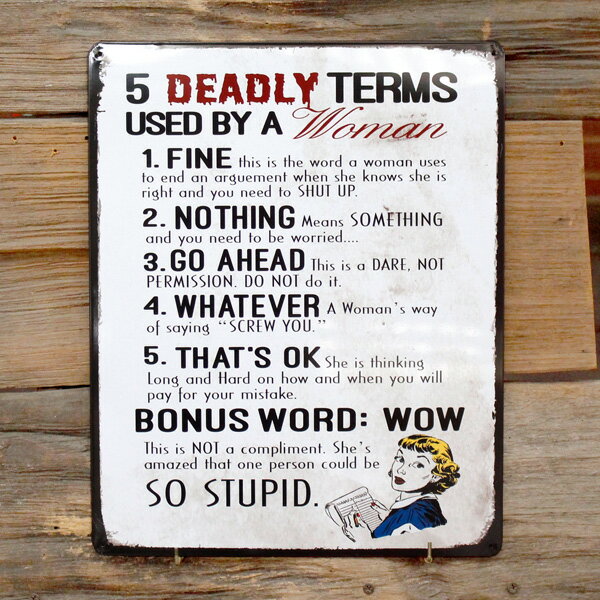 5 DEADLY TERMS
USED BY A Woman
1. FINE this is the word a woman uses
to end an arguement when she knows she is
right and you need to SHUT UP.
2. NOTHING Means SOMETHING
and you need to be worried....
3.GO AHEAD This is a DARE, NOT
PERMISSION. DO NOT do it.
4. WHATEVER A Woman's way
of saying "SCREW YOU."
5. THAT'S OK She is thinking
Long and Hard on how and when you will
pay for your mistake.
BONUS WORD: WOW
This is NOT a compliment. She's
amazed that one person could be
SO STUPID.